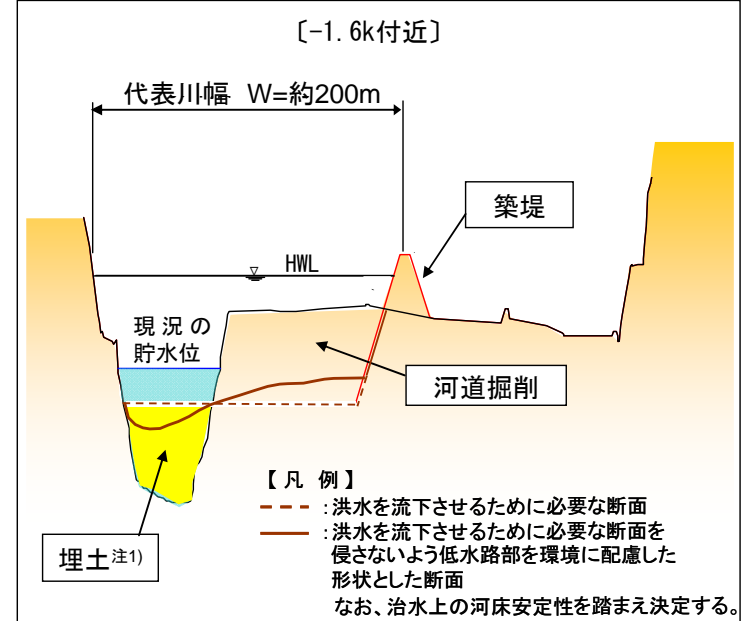 〔-1.6k付近〕
代表川幅 W=約200m
築堤
HWL
現況の
貯水位
河道掘削
【凡 例】
:洪水を流下させるために必要な断面
:洪水を流下させるために必要な断面を
侵さないよう低水路部を環境に配慮した
形状とした断面
なお、治水上の河床安定性を踏まえ決定する。
埋土注1)